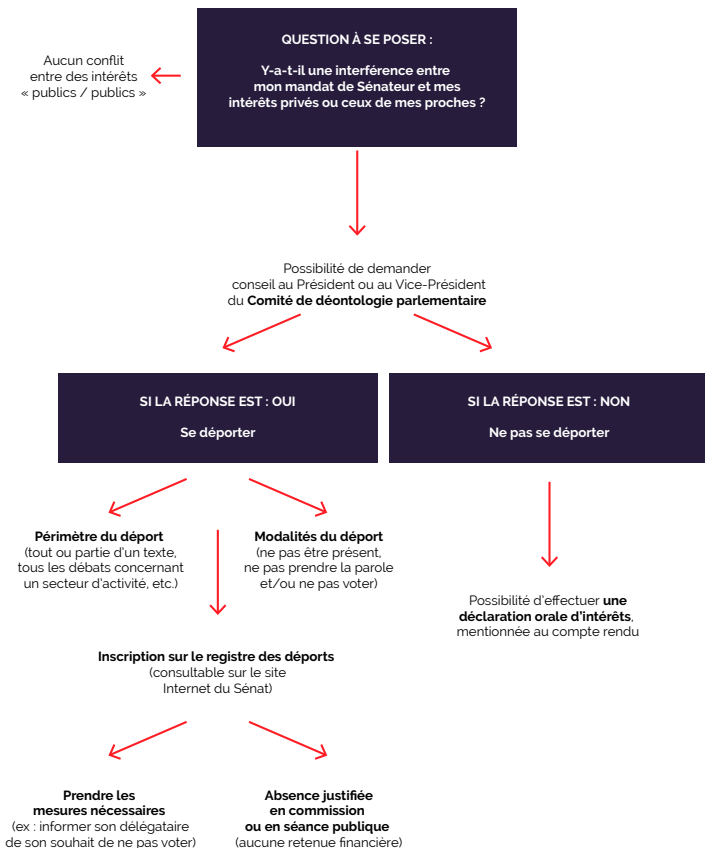 QUESTION À SE POSER :
Y-a-t-il une interférence entre
mon mandat de Sénateur et mes
intérêts privés ou ceux de mes proches ?
Aucun conflit
entre des intérêts
« publics / publics »
Possibilité de demander
conseil au Président ou au Vice-Président
du Comité de déontologie parlementaire
SI LA RÉPONSE EST : OUI
Se déporter
SI LA RÉPONSE EST : NON
Ne pas se déporter
Périmètre du déport
(tout ou partie d'un texte,
tous les débats concernant
un secteur d'activité, etc.)
Modalités du déport
(ne pas être présent,
ne pas prendre la parole
et/ou ne pas voter)
Possibilité d'effectuer une
déclaration orale d'intérêts,
mentionnée au compte rendu
Inscription sur le registre des déports
(consultable sur le site
Internet du Sénat)
Prendre les
mesures nécessaires
(ex : informer son délégataire
de son souhait de ne pas voter)
Absence justifiée
en commission
ou en séance publique
(aucune retenue financière)